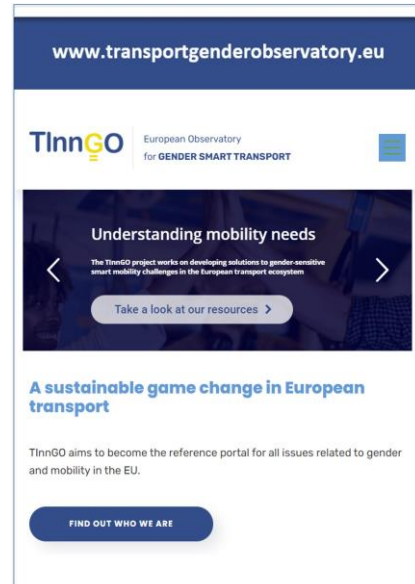 www.transportgenderobservatory.eu
TInnGO
European Observatory
for GENDER SMART TRANSPORT
Understanding mobility needs
The TInnGO project works on developing solutions to gender-sensitive
smart mobility challenges in the European transport ecosystem
Take a look at our resources >
A sustainable game change in European
transport
TInnGO aims to become the reference portal for all issues related to gender
and mobility in the EU.
FIND OUT WHO WE ARE